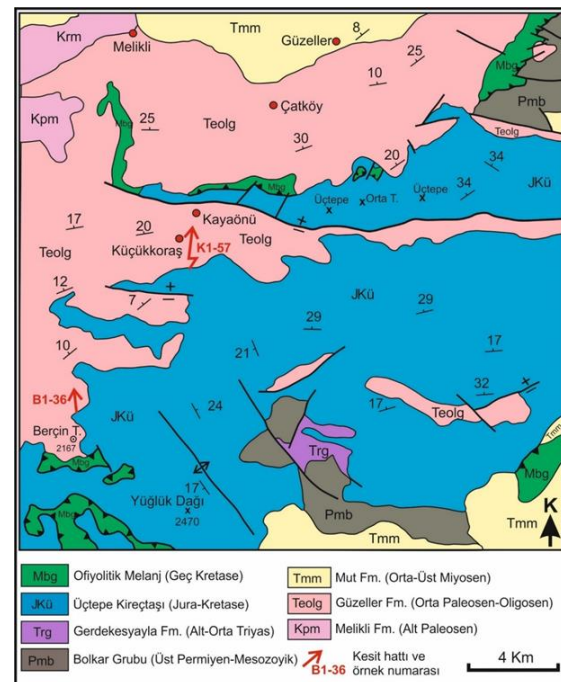 Krm
Melikli
Tmm
Güzeller
8
25
Mbg
Kpm
10
Pmb
Mbg
25
Teolg
Çatköy
30
Teolg
20
34
Mbg
Üçtepe
Orta T.
Üçtepe
34
JKü
17
20
Kayaönü
Küçükkoraş
K1-57
Teolg
Teolg
12
7
JKü
29
29
10
21
17
B1-36
JKü
24
17
32
Teolg
Berçin T.
2167
Mbg
Trg
Tmm
Mbg
17
Yüğlük Dağı
2470
Mbg
Pmb
K
Tmm
Tmm
Mbg Ofiyolitik Melanj (Geç Kretase)
Tmm Mut Fm. (Orta-Üst Miyosen)
JKü Üçtepe Kireçtaşı (Jura-Kretase)
Teolg Güzeller Fm. (Orta Paleosen-Oligosen)
Trg Gerdekesyayla Fm. (Alt-Orta Triyas)
Kpm Melikli Fm. (Alt Paleosen)
Pmb Bolkar Grubu (Üst Permiyen-Mesozoyik)
B1-36 Kesit hattı ve
örnek numarası
4 Km